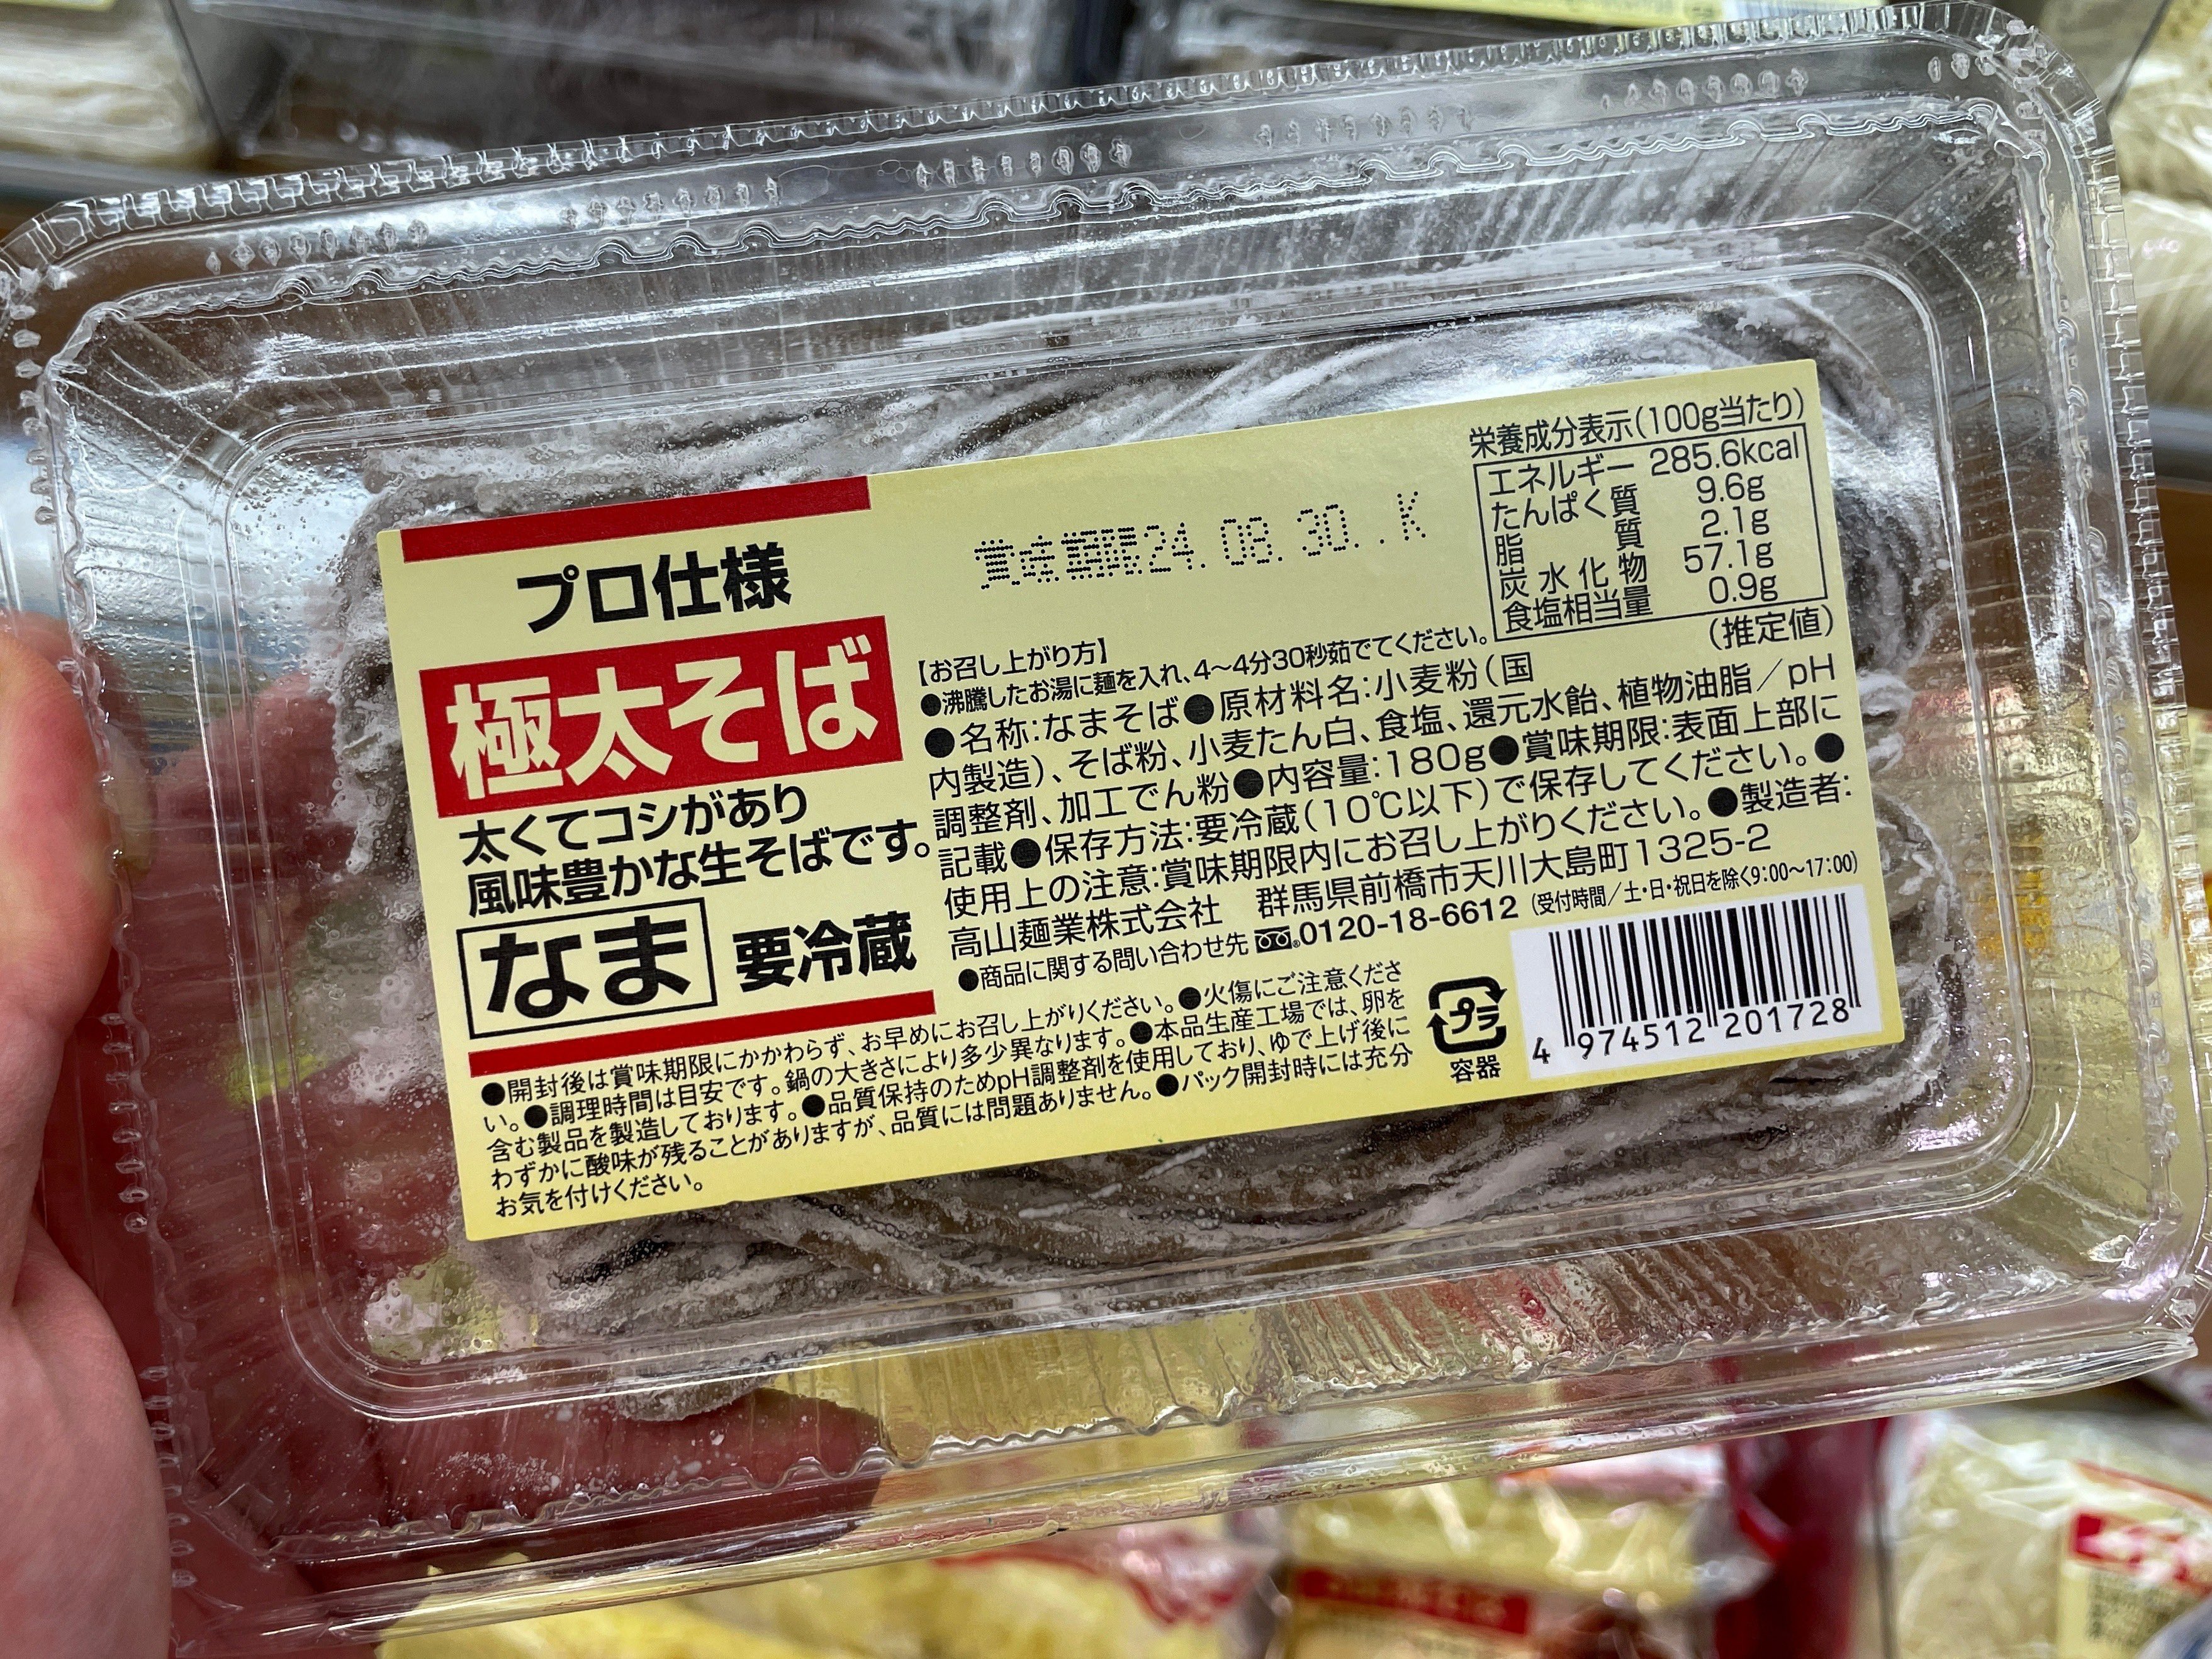 プロ仕様
極太そば
太くてコシがあり
風味豊かな生そばです。
なま 要冷蔵
賞味期限24.08.30..K
栄養成分表示(100g当たり)
エネルギー 285.6kcal
たんぱく質 9.6g
脂質 2.1g
炭水化物 57.1g
食塩相当量 0.9g
(推定値)
【お召し上がり方】
●沸騰したお湯に麺を入れ、4〜4分30秒茹でてください。
●名称:なまそば●原材料名:小麦粉(国
内製造)、そば粉、小麦たん白、食塩、還元水飴、植物油脂/pH
調整剤、加工でん粉●内容量:180g●賞味期限:表面上部に
記載●保存方法:要冷蔵(10℃以下)で保存してください。●
使用上の注意:賞味期限内にお召し上がりください。●製造者:
高山麺業株式会社 群馬県前橋市天川大島町1325-2
●商品に関する問い合わせ先 0120-18-6612 (受付時間/土・日・祝日を除く9:00〜17:00)
●開封後は賞味期限にかかわらず、お早めにお召し上がりください。●火傷にご注意くださ
い。●調理時間は目安です。鍋の大きさにより多少異なります。●本品生産工場では、卵を
含む製品を製造しております。●品質保持のためpH調整剤を使用しており、ゆで上げ後に
わずかに酸味が残ることがありますが、品質には問題ありません。●パック開封時には充分
お気を付けください。
プラ
容器
4 974512 201728